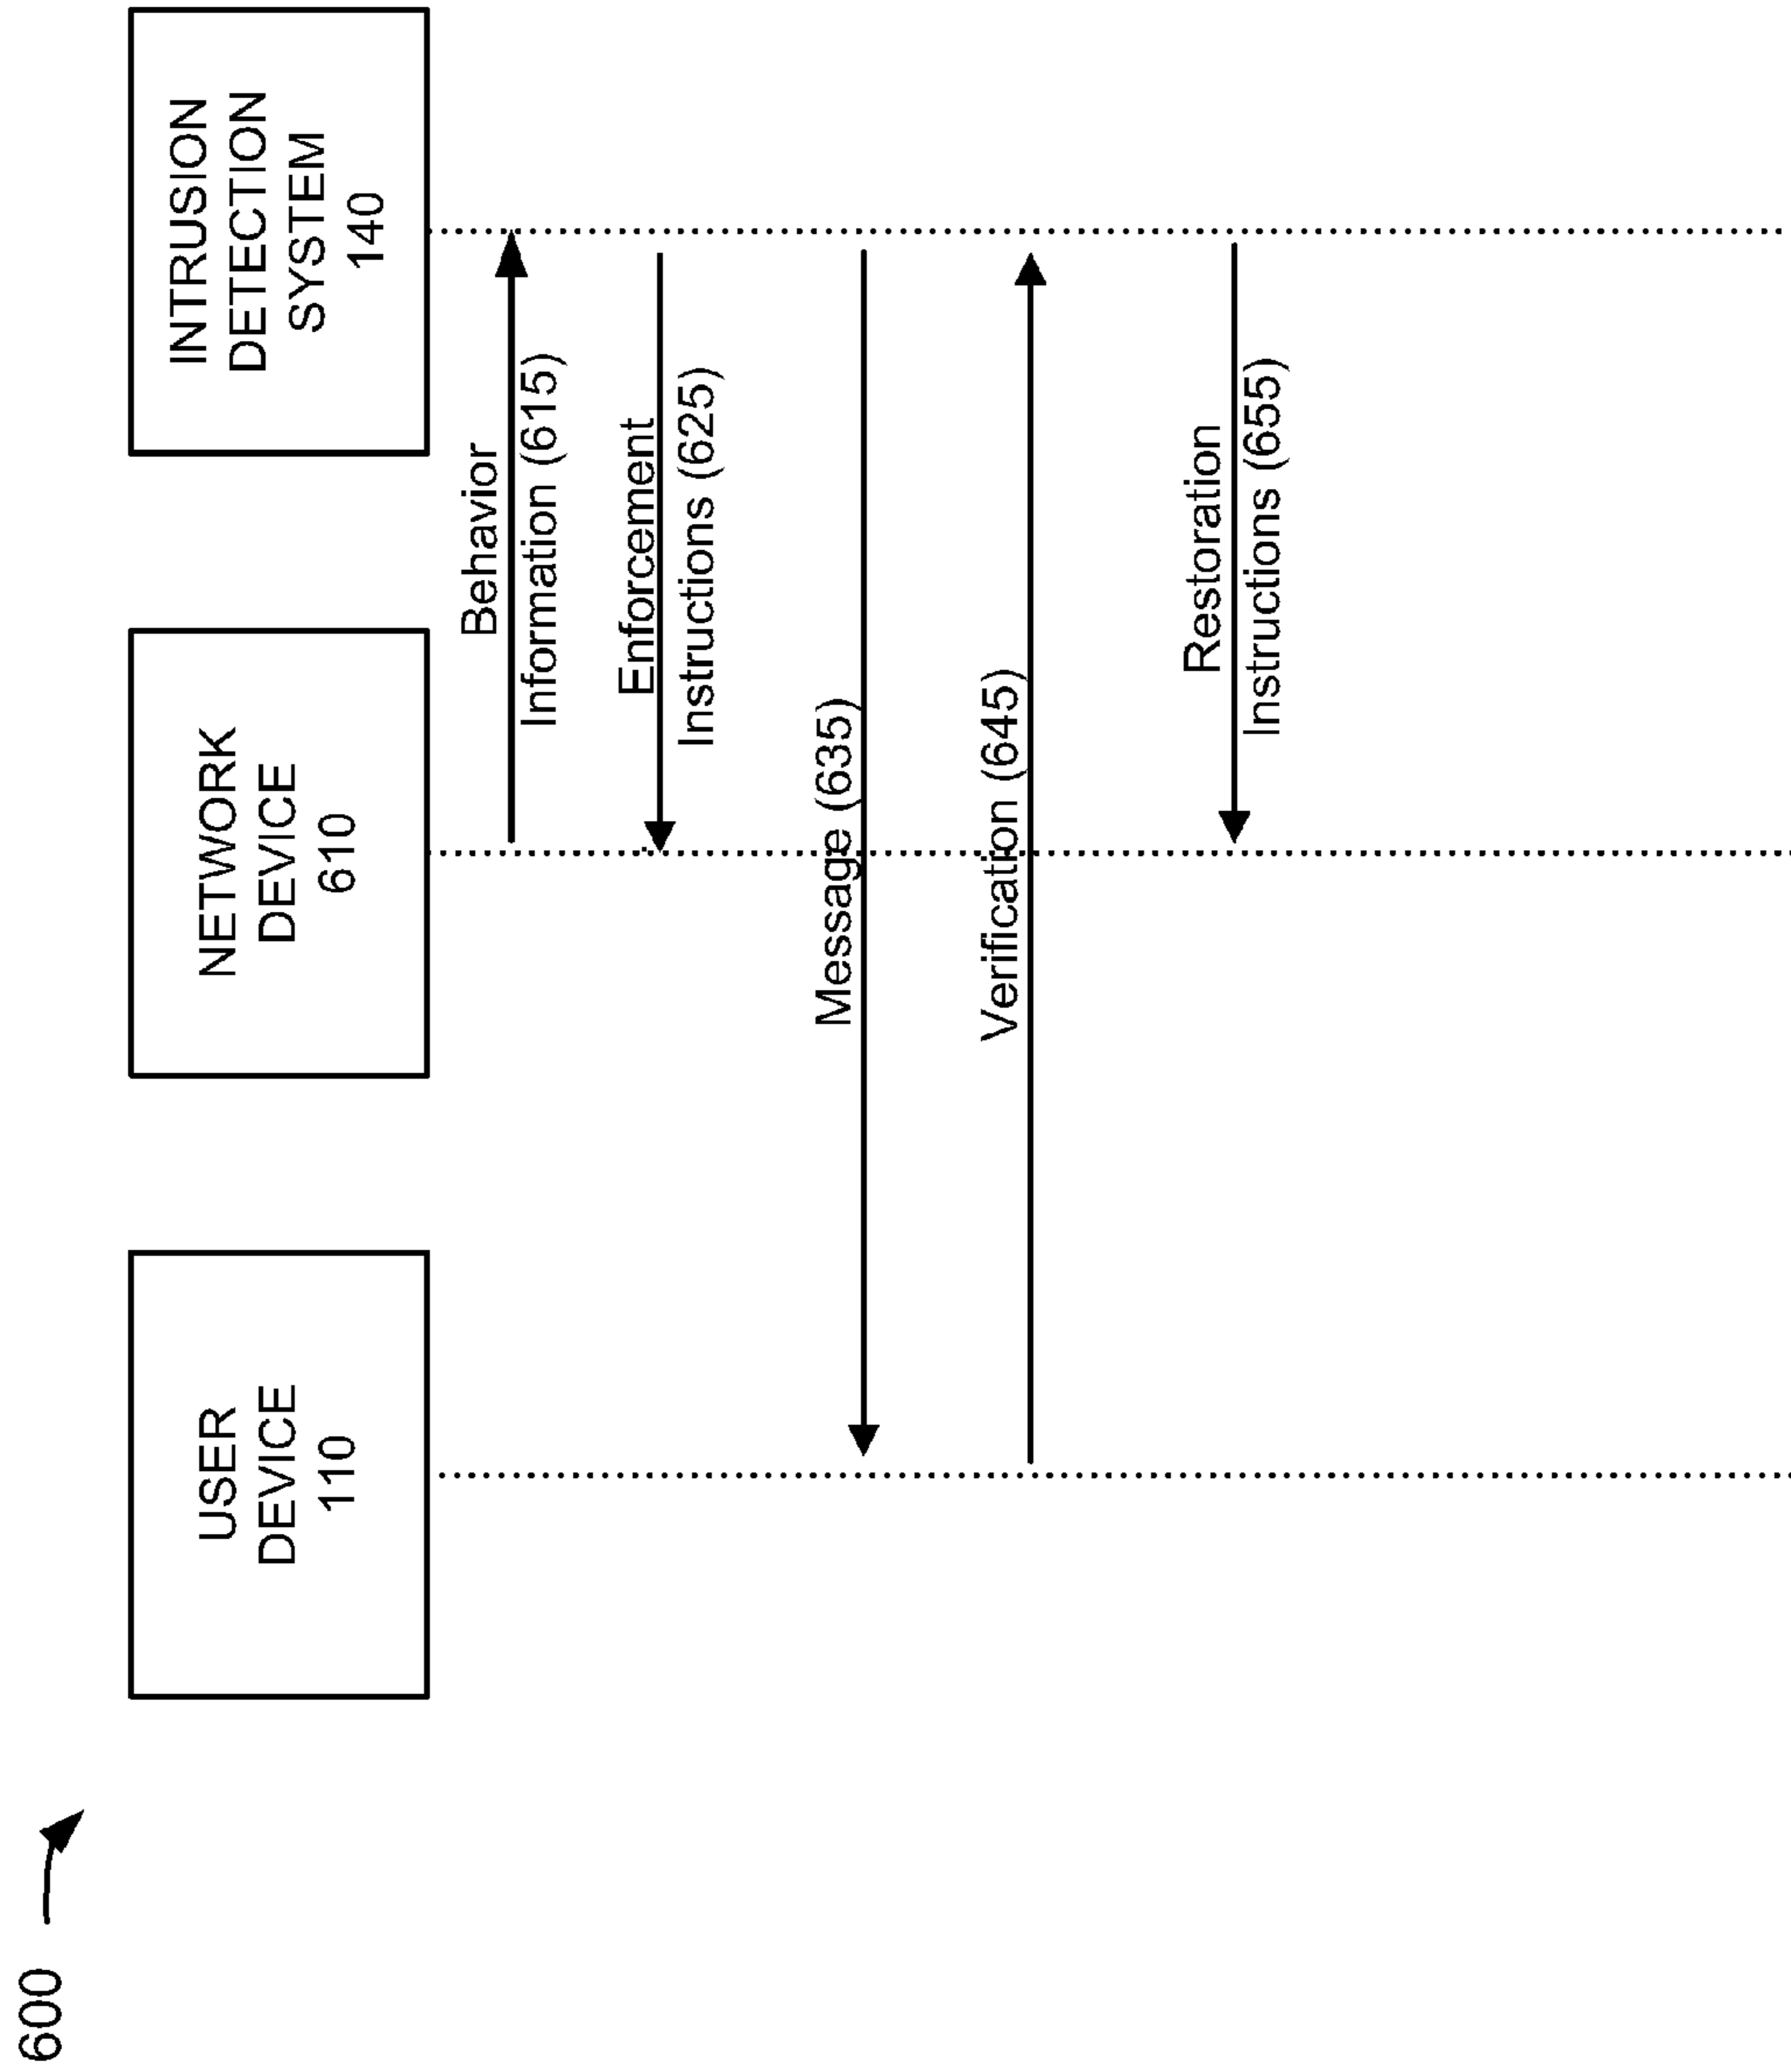 600
USER
DEVICE
110
NETWORK
DEVICE
610
INTRUSION
DETECTION
SYSTEM
140
Behavior
Information (615)
Enforcement
Instructions (625)
Message (635)
Verification (645)
Restoration
Instructions (655)